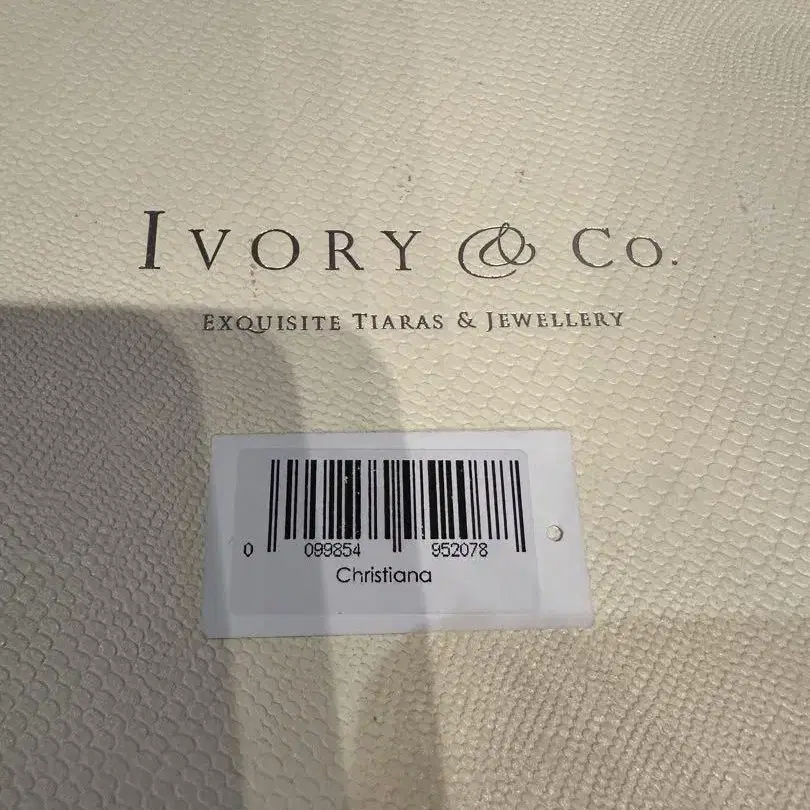 IVORY & CO.
EXQUISITE TIARAS & JEWELLERY
0 099854 952078
Christiana